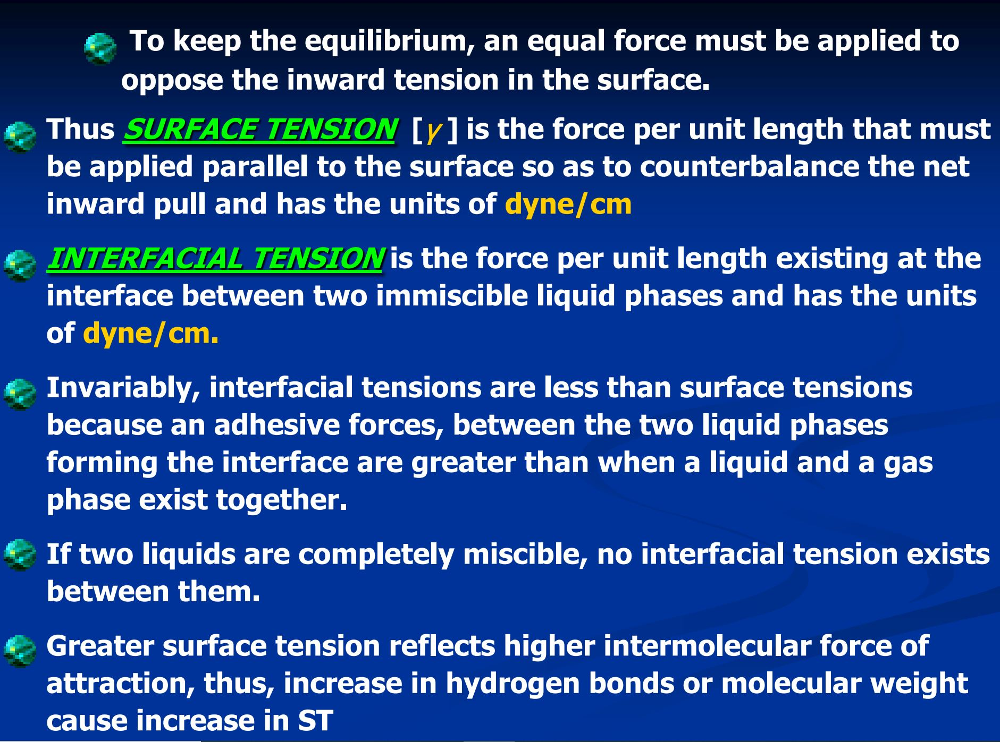 To keep the equilibrium, an equal force must be applied to
oppose the inward tension in the surface.
Thus SURFACE TENSION [γ ] is the force per unit length that must
be applied parallel to the surface so as to counterbalance the net
inward pull and has the units of dyne/cm
INTERFACIAL TENSION is the force per unit length existing at the
interface between two immiscible liquid phases and has the units
of dyne/cm.
Invariably, interfacial tensions are less than surface tensions
because an adhesive forces, between the two liquid phases
forming the interface are greater than when a liquid and a gas
phase exist together.
If two liquids are completely miscible, no interfacial tension exists
between them.
Greater surface tension reflects higher intermolecular force of
attraction, thus, increase in hydrogen bonds or molecular weight
cause increase in ST